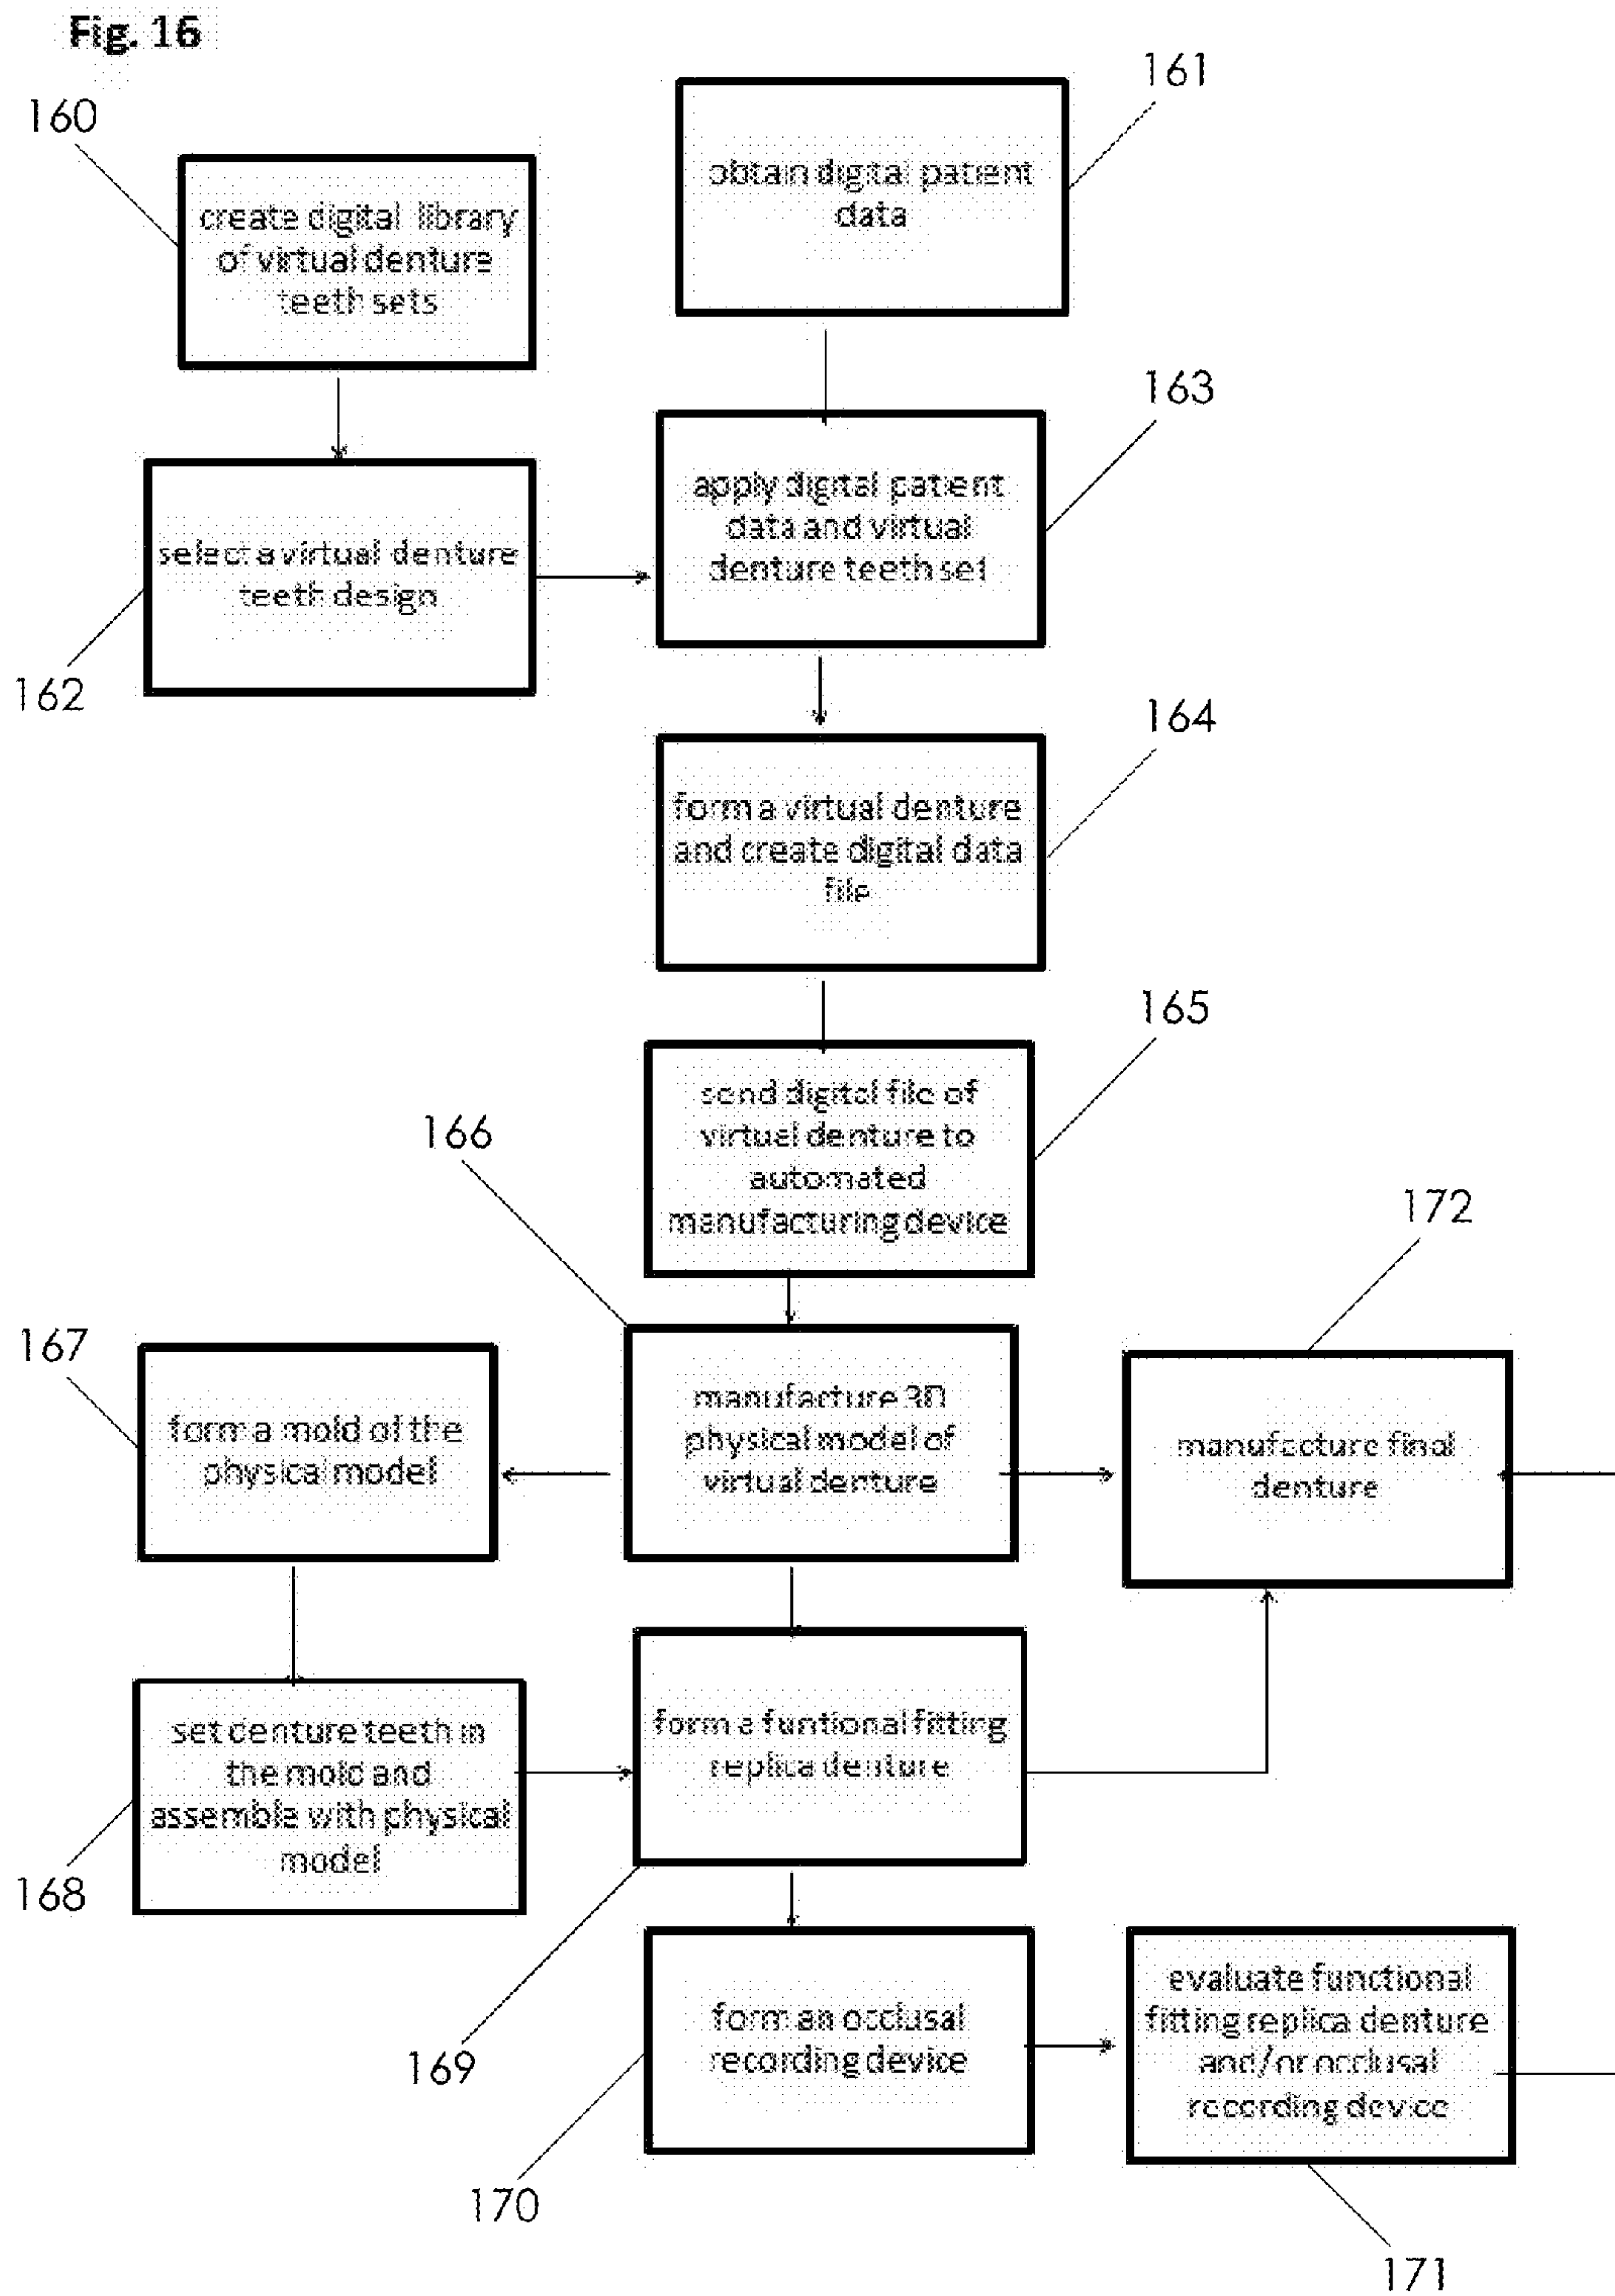 Fig. 16
160
161
create digital library
of virtual denture
teeth sets
obtain digital patient
data
162
163
select a virtual denture
teeth design
apply digital patient
data and virtual
denture teeth set
164
form a virtual denture
and create digital data
file
165
send digital file of
virtual denture to
automated
manufacturing device
166
167
172
form a mold of the
physical model
manufacture 3D
physical model of
virtual denture
manufacture final
denture
168
set denture teeth in
the mold and
assemble with physical
model
form a funtional fitting
replica denture
169
form an occlusal
recording device
170
evaluate functional
fitting replica denture
and/or occlusal
recording device
171